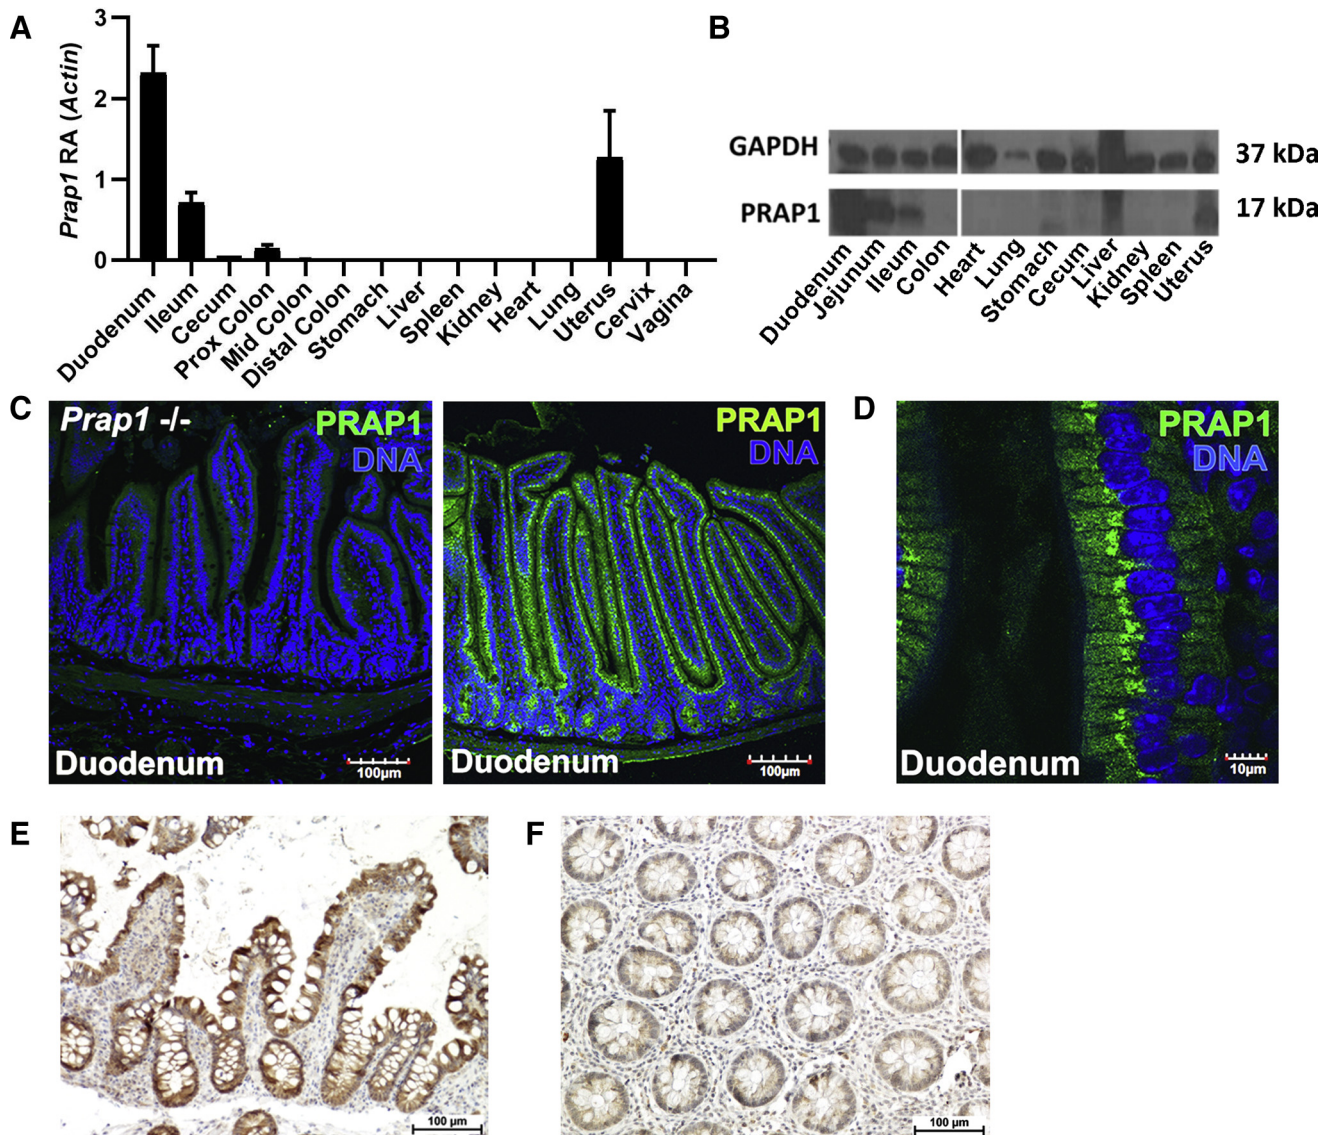 A
Prap1 RA (Actin)
3
2
1
0
Duodenum
Ileum
Cecum
Prox Colon
Mid Colon
Distal Colon
Stomach
Liver
Spleen
Kidney
Heart
Lung
Uterus
Cervix
Vagina
B
GAPDH
37 kDa
PRAP1
17 kDa
Duodenum
Jejunum
Ileum
Colon
Heart
Lung
Stomach
Cecum
Liver
Kidney
Spleen
Uterus
C
Prap1 -/-
PRAP1
DNA
Duodenum
100µm
PRAP1
DNA
Duodenum
100µm
D
PRAP1
DNA
Duodenum
10µm
E
100 µm
F
100 µm